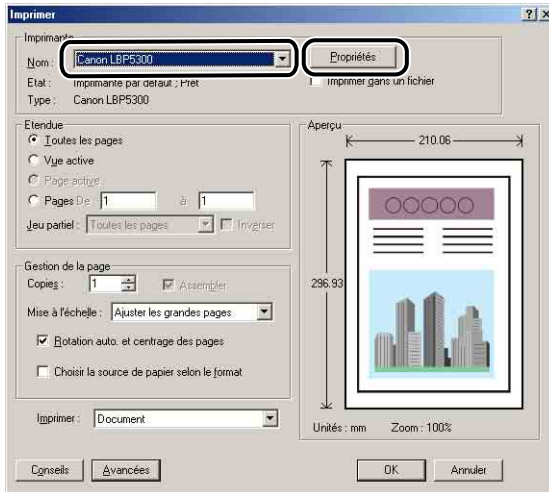 Imprimer
Imprimante
Nom : Canon LBP5300 Propriétés
Etat : Imprimante par défaut ; Prêt Imprimer dans un fichier
Type : Canon LBP5300
Etendue
Toutes les pages
Vue active
Page active
Pages De 1 à 1
Jeu partiel : Toutes les pages Inverser
Gestion de la page
Copies : 1 Assembler
Mise à l'échelle : Ajuster les grandes pages
Rotation auto. et centrage des pages
Choisir la source de papier selon le format
Imprimer : Document
Aperçu
210.06
296.93
Unités : mm Zoom : 100%
Conseils Avancées OK Annuler